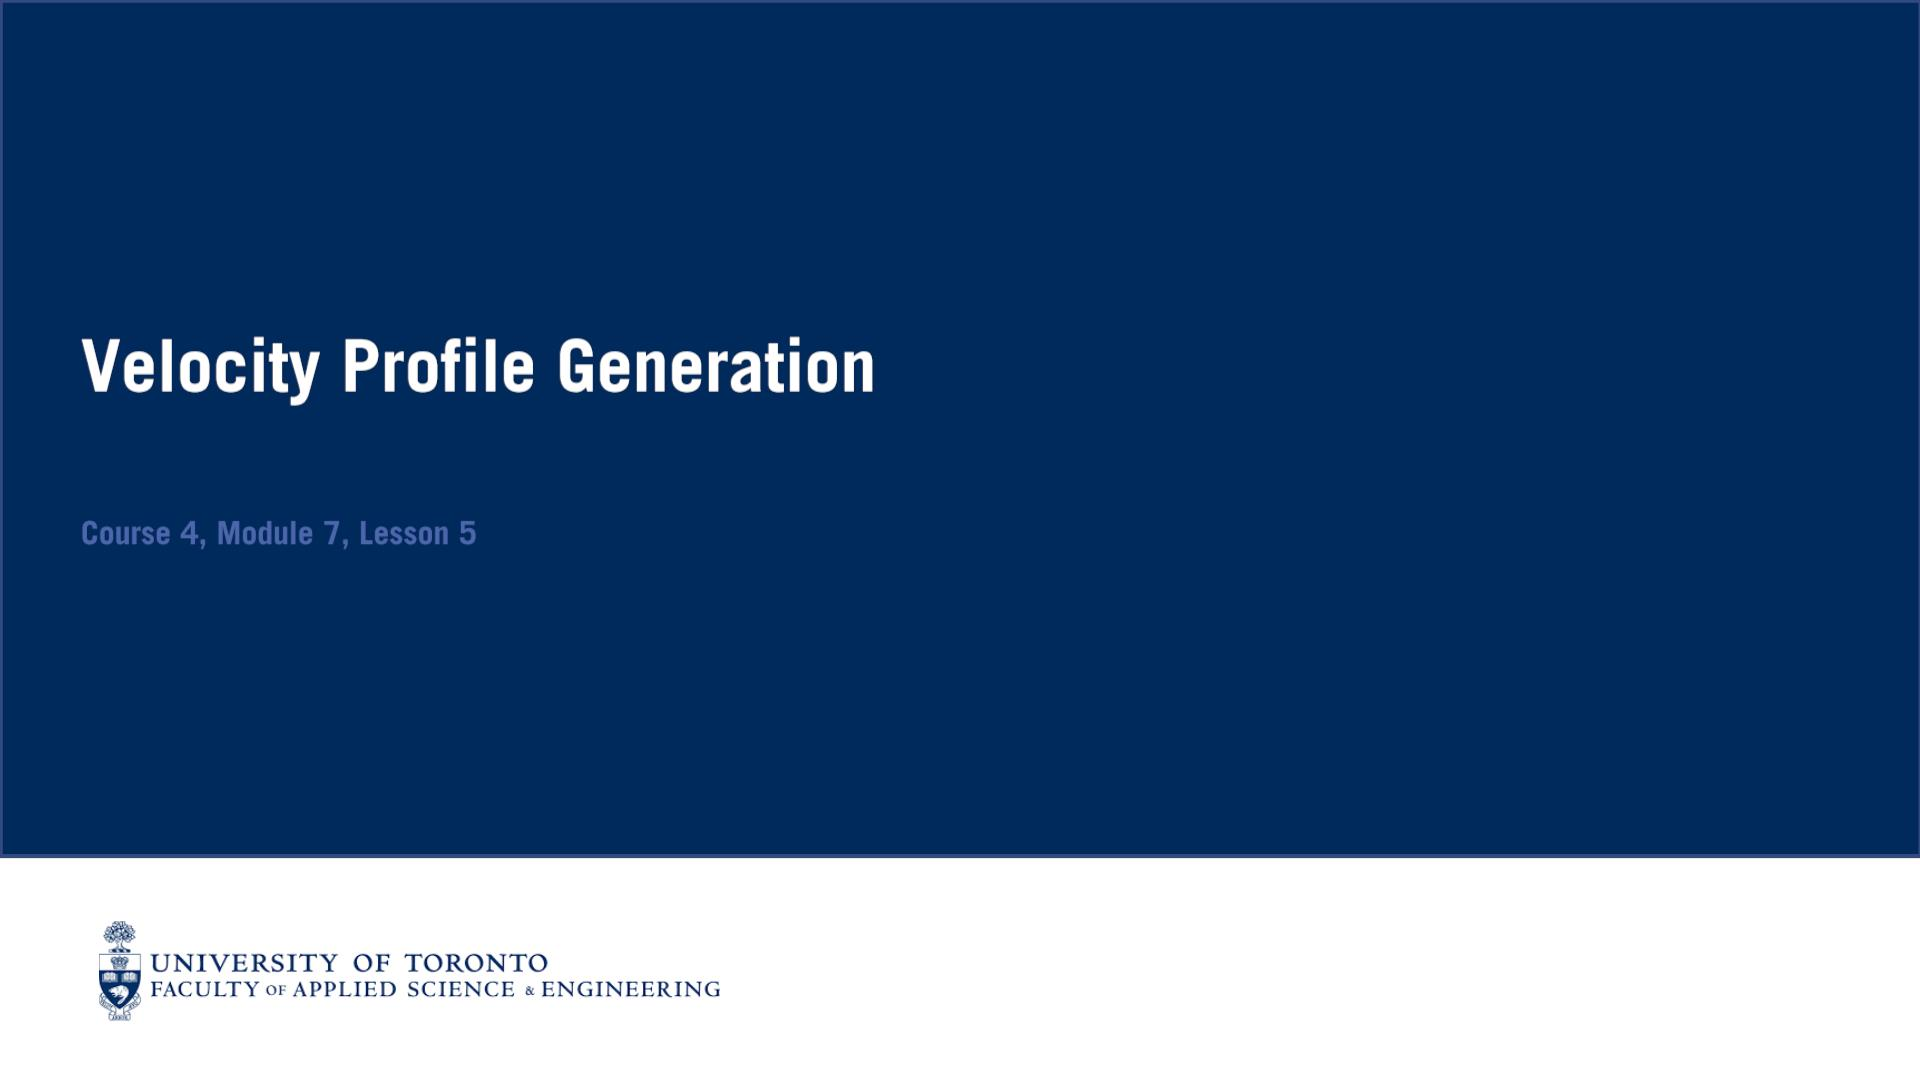 Velocity Profile Generation
Course 4, Module 7, Lesson 5
UNIVERSITY OF TORONTO
FACULTY OF APPLIED SCIENCE & ENGINEERING